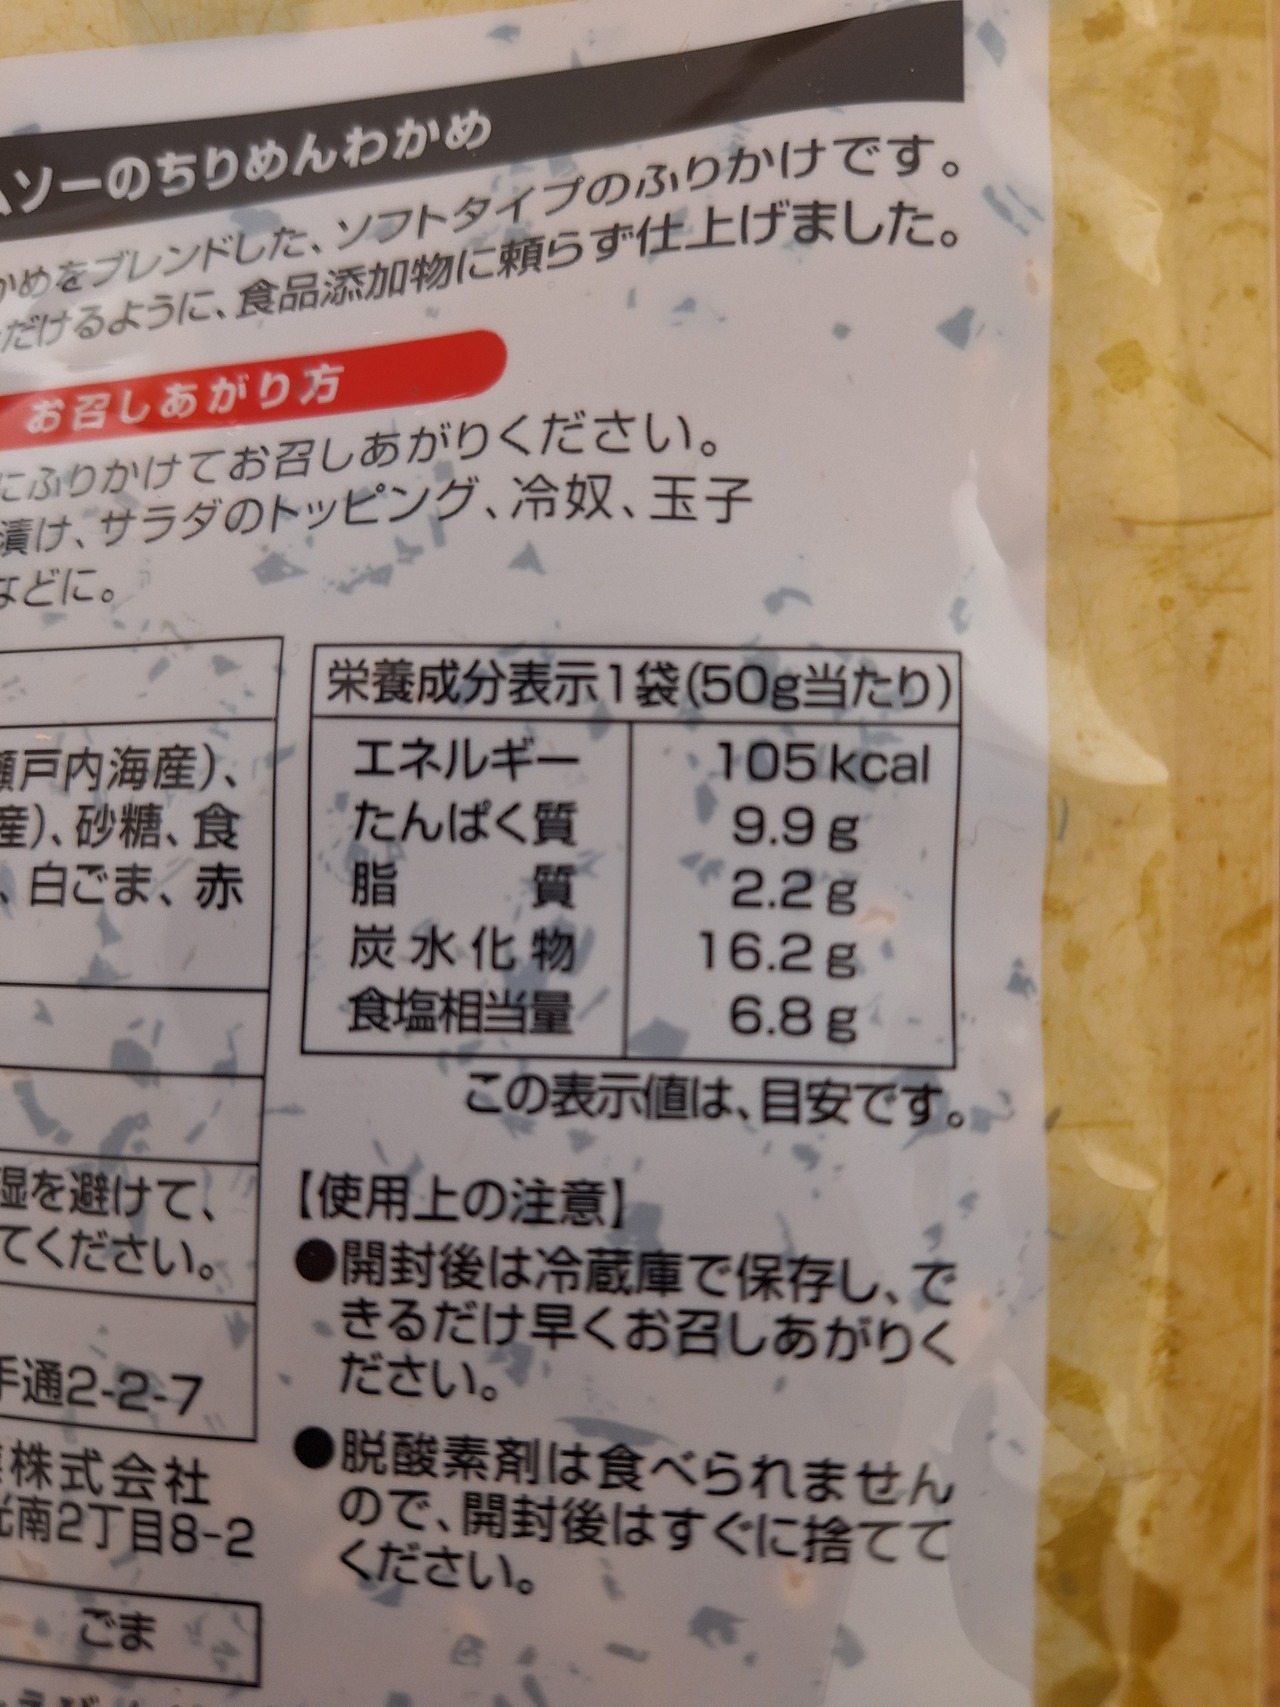 ムソーのちりめんわかめ
かめをブレンドした、ソフトタイプのふりかけです。
ただけるように、食品添加物に頼らず仕上げました。
お召しあがり方
にふりかけてお召しあがりください。
漬け、サラダのトッピング、冷奴、玉子
などに。
瀬戸内海産)、
産)、砂糖、食
、白ごま、赤
湿を避けて、
てください。
手通2-2-7
株式会社
光南2丁目8-2
ごま
栄養成分表示1袋(50g当たり)
エネルギー 105kcal
たんぱく質 9.9g
脂質 2.2g
炭水化物 16.2g
食塩相当量 6.8g
この表示値は、目安です。
【使用上の注意】
●開封後は冷蔵庫で保存し、で
きるだけ早くお召しあがりく
ださい。
●脱酸素剤は食べられません
ので、開封後はすぐに捨てて
ください。